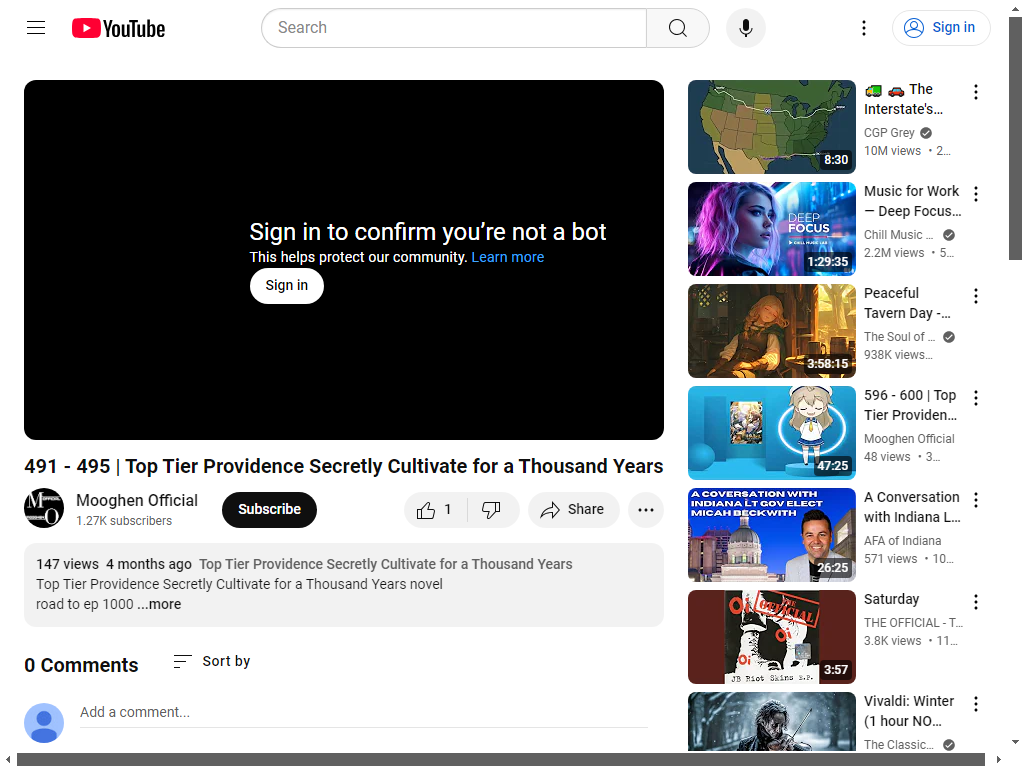 YouTube
Search
Sign in
Sign in to confirm you’re not a bot
This helps protect our community. Learn more
Sign in
491 - 495 | Top Tier Providence Secretly Cultivate for a Thousand Years
Mooghen Official
1.27K subscribers
Subscribe
1
Share
147 views 4 months ago Top Tier Providence Secretly Cultivate for a Thousand Years
Top Tier Providence Secretly Cultivate for a Thousand Years novel
road to ep 1000 ...more
0 Comments
Sort by
Add a comment...
8:30
🚚 🚗 The
Interstate's...
CGP Grey
10M views • 2...
DEEP
FOCUS
CHILL MUSIC LAB
1:29:35
Music for Work
— Deep Focus...
Chill Music ...
2.2M views • 5...
3:58:15
Peaceful
Tavern Day -...
The Soul of ...
938K views...
47:25
596 - 600 | Top
Tier Providen...
Mooghen Official
48 views • 3...
A COVERSATION WITH
INDIANA LT GOV ELECT
MICAH BECKWITH
26:25
A Conversation
with Indiana L...
AFA of Indiana
571 views • 10...
Oi THE OFFICIAL Oi
Oi
JB Riot Skins E.P.
3:57
Saturday
THE OFFICIAL - T...
3.8K views • 11...
Vivaldi: Winter
(1 hour NO...
The Classic...